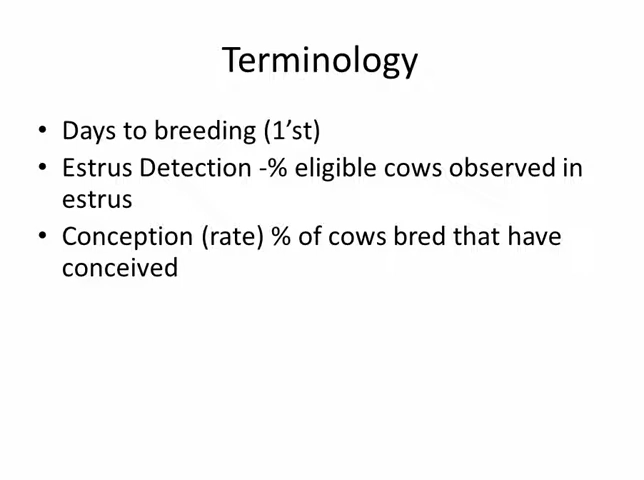 Terminology
• Days to breeding (1'st)
• Estrus Detection -% eligible cows observed in
estrus
• Conception (rate) % of cows bred that have
conceived